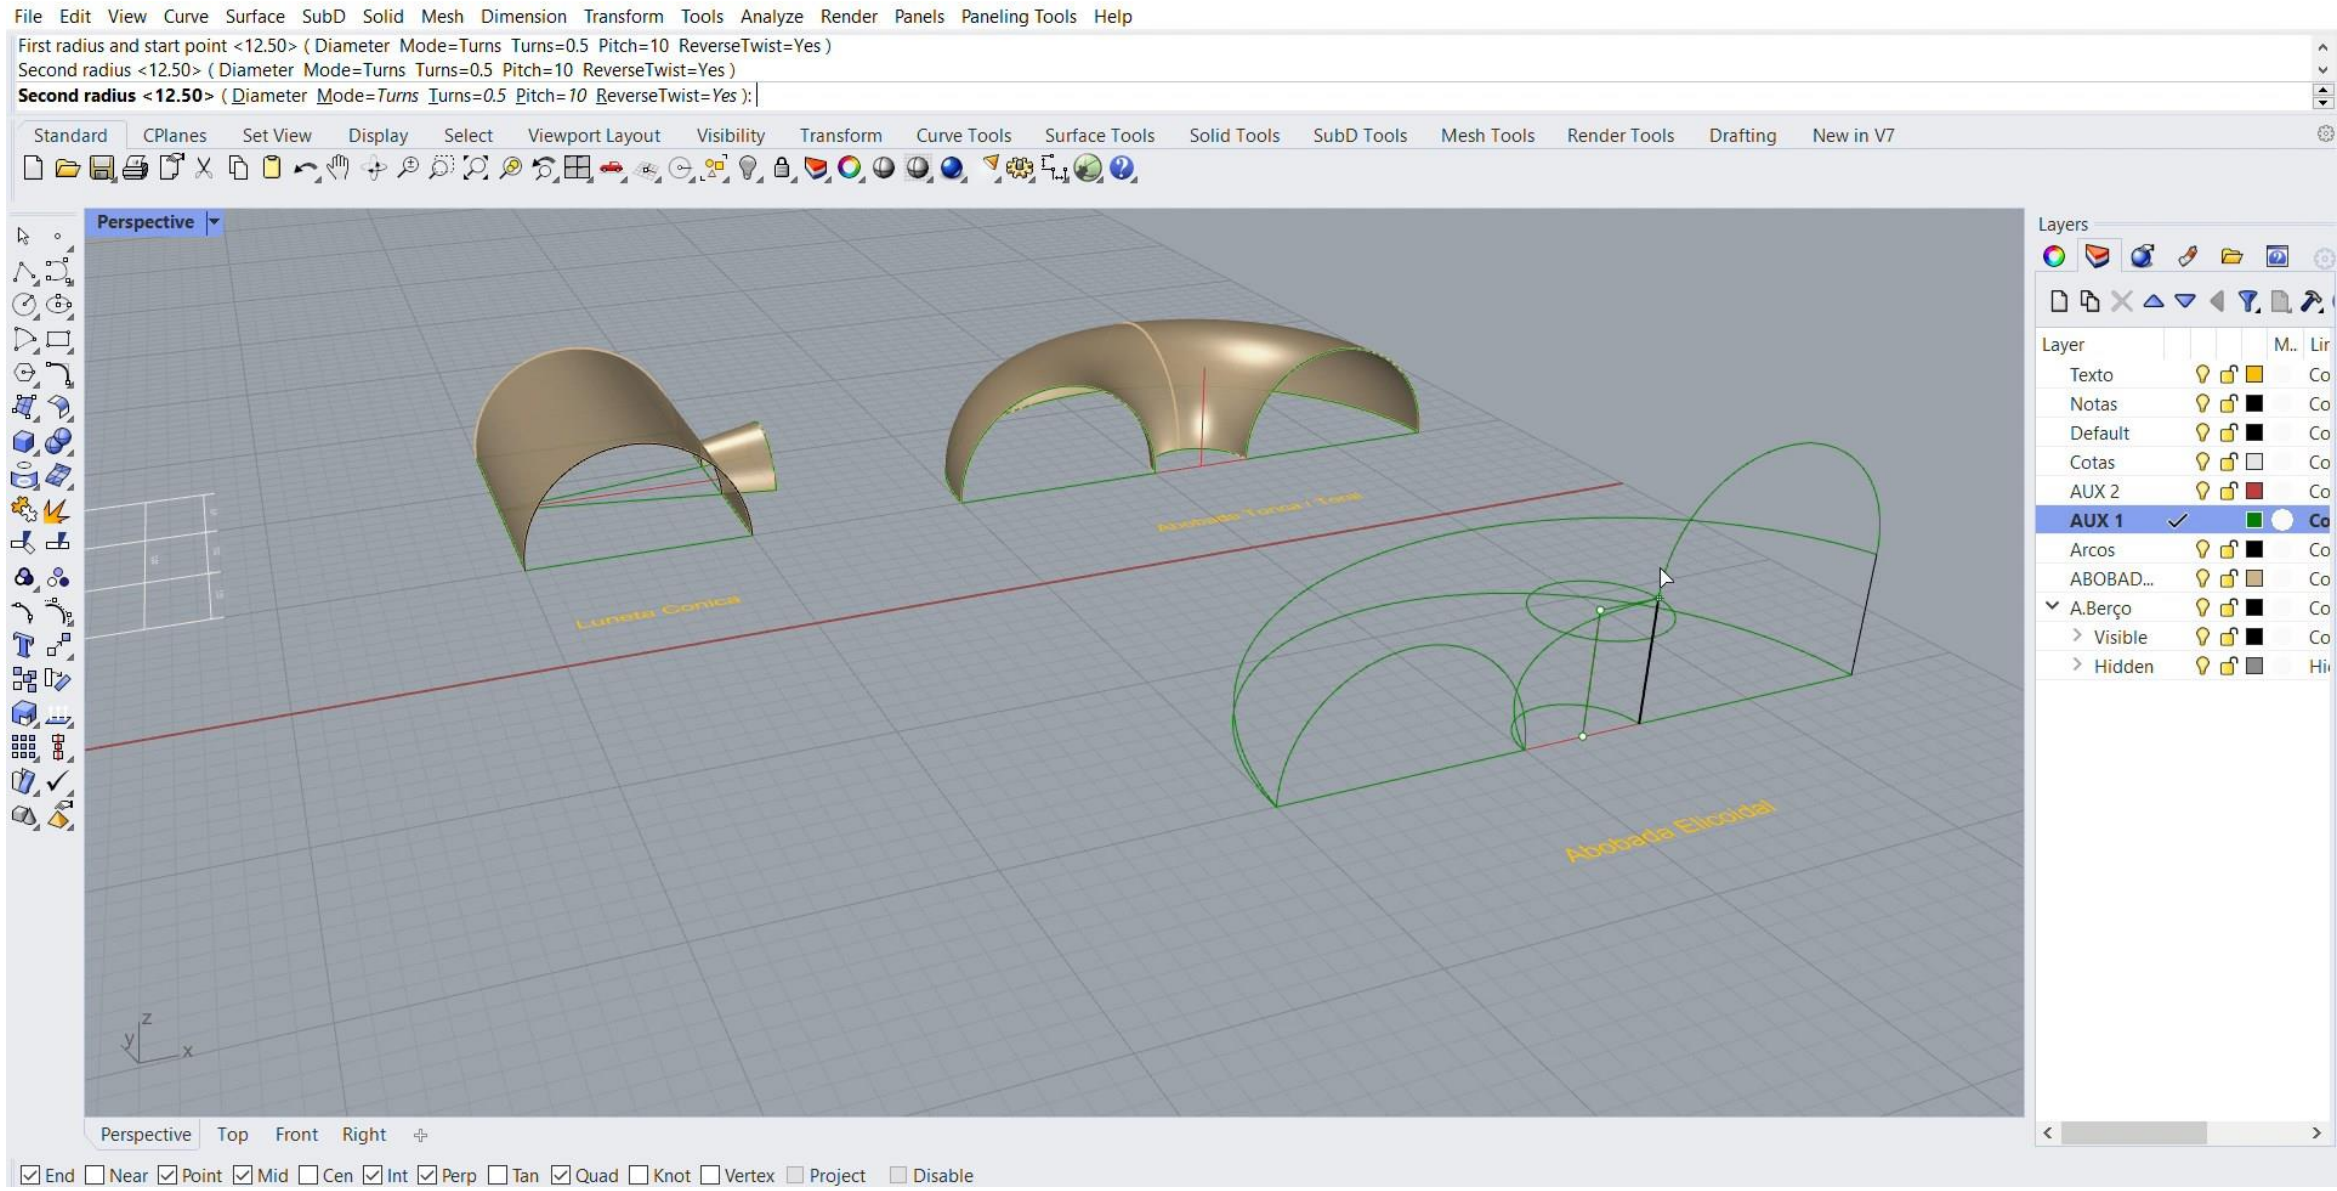 File Edit View Curve Surface SubD Solid Mesh Dimension Transform Tools Analyze Render Panels Paneling Tools Help
First radius and start point <12.50> ( Diameter Mode=Turns Turns=0.5 Pitch=10 ReverseTwist=Yes )
Second radius <12.50> ( Diameter Mode=Turns Turns=0.5 Pitch=10 ReverseTwist=Yes )
Second radius <12.50> ( Diameter Mode=Turns Turns=0.5 Pitch=10 ReverseTwist=Yes ):
Standard CPlanes Set View Display Select Viewport Layout Visibility Transform Curve Tools Surface Tools Solid Tools SubD Tools Mesh Tools Render Tools Drafting New in V7
Perspective
Layers
Layer M.. Lir
Texto Co
Notas Co
Default Co
Cotas Co
AUX 2 Co
AUX 1 Co
Arcos Co
ABOBAD... Co
A.Berço Co
Visible Co
Hidden Hi
Abobada Torica / Toral
Luneta Conica
Abobada Elicoidal
z
y
x
Perspective Top Front Right
End Near Point Mid Cen Int Perp Tan Quad Knot Vertex Project Disable